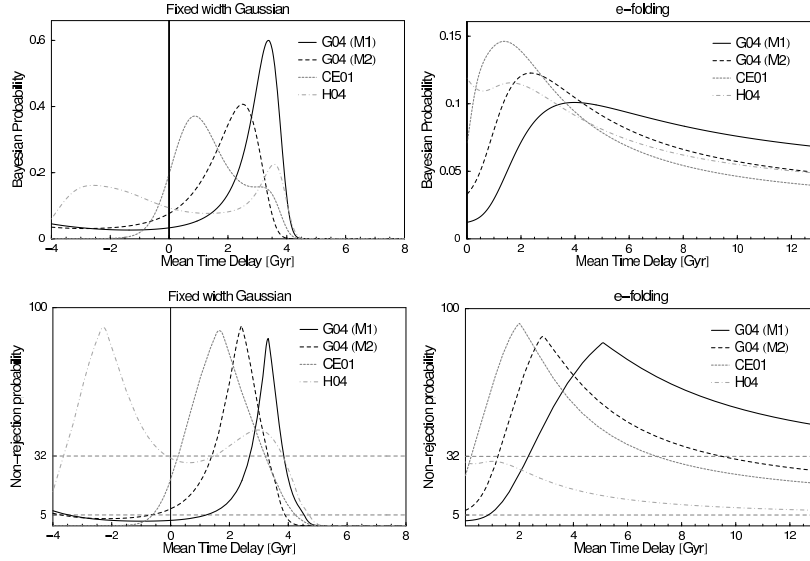 Fixed width Gaussian
Bayesian Probability
0.6
0.4
0.2
0
G04 (M1)
G04 (M2)
CE01
H04
−4 −2 0 2 4 6 8
Mean Time Delay [Gyr]
e−folding
Bayesian Probability
0.15
0.1
0.05
0
G04 (M1)
G04 (M2)
CE01
H04
0 2 4 6 8 10 12
Mean Time Delay [Gyr]
Fixed width Gaussian
Non−rejection probability
100
32
5
G04 (M1)
G04 (M2)
CE01
H04
−4 −2 0 2 4 6 8
Mean Time Delay [Gyr]
e−folding
Non−rejection probability
100
32
5
G04 (M1)
G04 (M2)
CE01
H04
2 4 6 8 10 12
Mean Time Delay [Gyr]